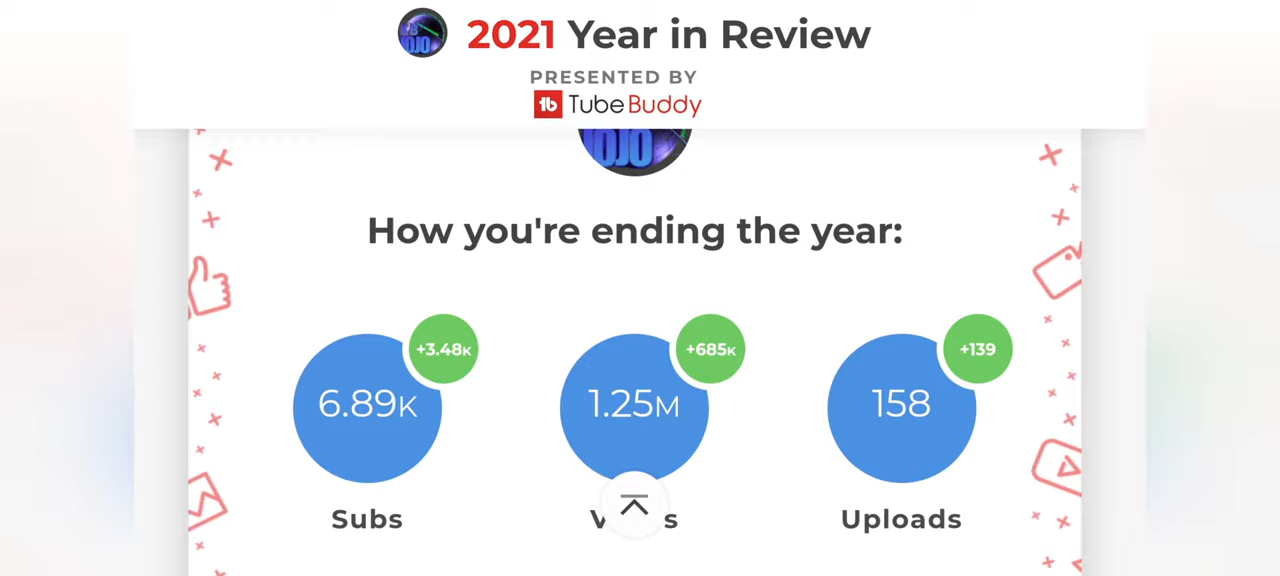 2021 Year in Review
PRESENTED BY
TubeBuddy
JOJO
How you're ending the year:
+3.48K
+685K
+139
6.89K
1.25M
158
Subs
Uploads